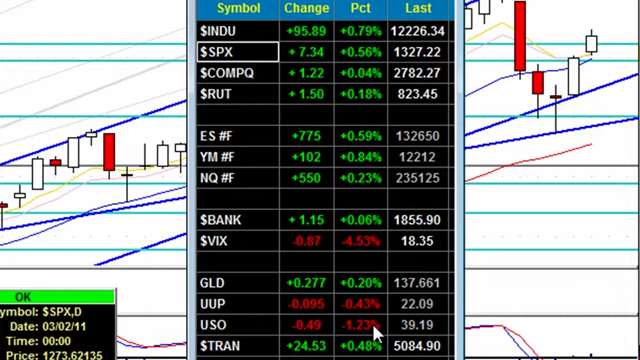 Symbol Change Pct Last
$INDU +95.89 +0.79% 12226.34
$SPX + 7.34 +0.56% 1327.22
$COMPQ + 1.22 +0.04% 2782.27
$RUT + 1.50 +0.18% 823.45
ES #F +775 +0.59% 132650
YM #F +102 +0.84% 12212
NQ #F +550 +0.23% 235125
$BANK + 1.15 +0.06% 1855.90
$VIX -0.87 -4.53% 18.35
GLD +0.277 +0.20% 137.661
UUP -0.095 -0.43% 22.09
USO -0.49 -1.23% 39.19
$TRAN +24.53 +0.48% 5084.90
OK
ymbol: $SPX,D
Date: 03/02/11
Time: 00:00
Price: 1273.62135